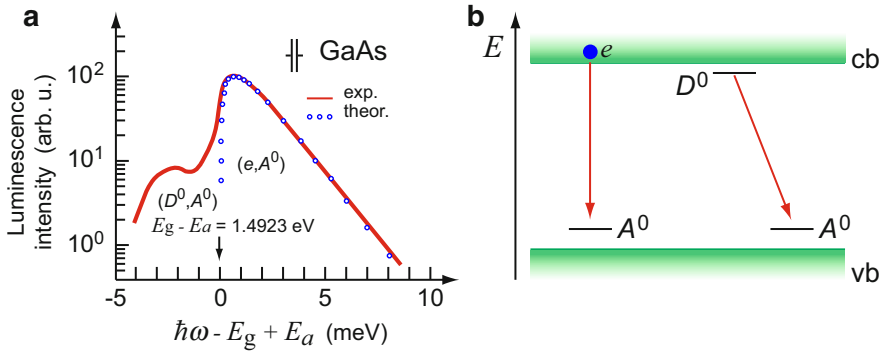 a
GaAs
exp.
theor.
Luminescence
intensity (arb. u.)
10²
10¹
10⁰
(e,A⁰)
(D⁰,A⁰)
Eg - Ea = 1.4923 eV
-5 0 5 10
ħω - Eg + Ea (meV)
b
E
e
cb
D⁰
A⁰
A⁰
vb